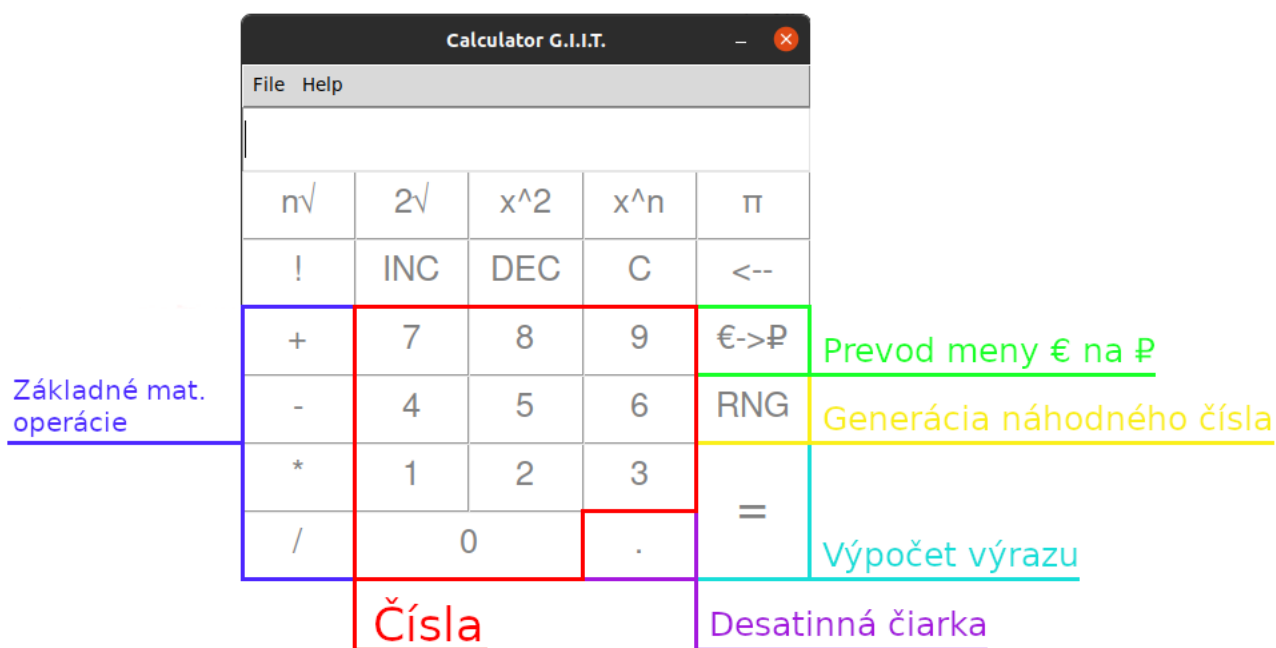 Calculator G.I.I.T.
File Help
n√ 2√ x^2 x^n π
! INC DEC C <--
+ 7 8 9 €->₽
Prevod meny € na ₽
Základné mat.
operácie
- 4 5 6 RNG
Generácia náhodného čísla
* 1 2 3 =
/ 0 .
Výpočet výrazu
Čísla
Desatinná čiarka